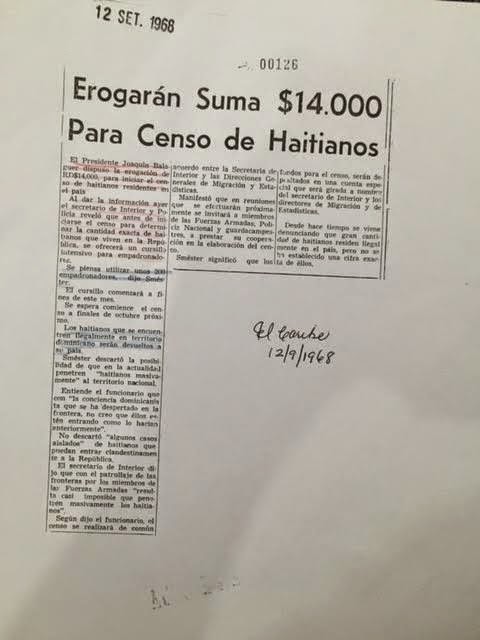 12 SET. 1968
00126
Erogarán Suma $14.000
Para Censo de Haitianos
El Presidente Joaquín Bala
guer dispuso la erogación de
RD$14,000, para iniciar el cen
so de haitianos residentes en
el país
Al dar la información ayer
el secretario de Interior y Po
licía reveló que antes de ini
ciarse el censo para determi
nar la cantidad exacta de hai
tianos que viven en la Repú
blica, se ofrecerá un cursillo
intensivo para empadronado
res.
Se piensa utilizar unos 200
empadronadores, dijo Smés
ter.
El cursillo comenzará a fi
nes de este mes.
Se espera comience el cen
so a finales de octubre próxi
mo.
Los haitianos que se encuen
tren ilegalmente en territorio
dominicano serán devueltos a
su país.
Sméster descartó la posibi
lidad de que en la actualidad
penetren "haitianos masiva
mente" al territorio nacional.
Entiende el funcionario que
con "la conciencia dominicanis
ta que se ha despertado en la
frontera, no creo que éllos es
tén entrando como lo hacían
anteriormente".
No descartó "algunos casos
aislados" de haitianos que
puedan entrar clandestinamen
te a la República.
El secretario de Interior di
jo que con el patrullaje de las
fronteras por los miembros de
las Fuerzas Armadas "resul
ta casi imposible que pene
tren masivamente los haitia
nos".
Según dijo el funcionario, el
censo se realizará de común
acuerdo entre la Secretaría de
Interior y las Direcciones Ge
nerales de Migración y Esta
dísticas.
Manifestó que en reuniones
que se efectuarán próximamen
te se invitará a miembros
de las Fuerzas Armadas, Poli
cía Nacional y guardacampes
tres, a prestar su coopera
ción en la elaboración del cen
so.
Sméster significó que los
fondos para el censo, serán de
positados en una cuenta espe
cial que será girada a nombre
del secretario de Interior y los
directores de Migración y de
Estadísticas.
Desde hace tiempo se viene
denunciando que gran canti
dad de haitianos residen ilegal
mente en el país, pero no se
ha establecido una cifra exac
ta de éllos.
El Caribe
12/9/1968